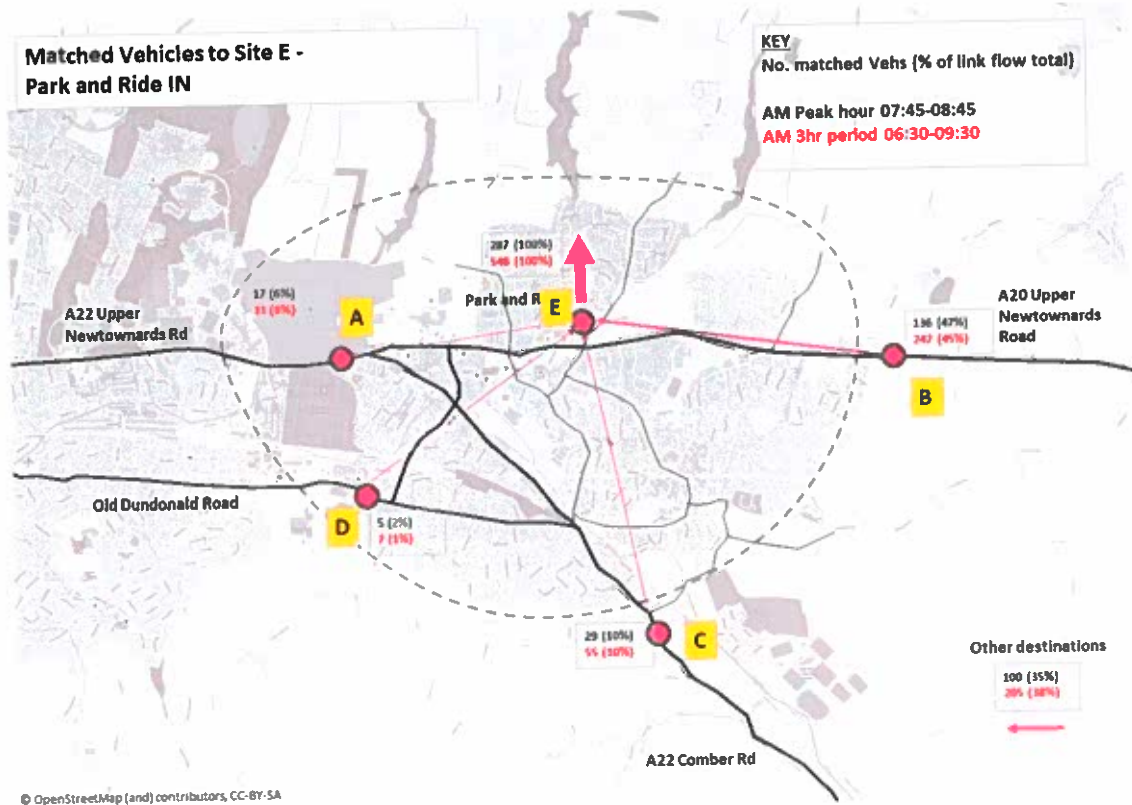 Matched Vehicles to Site E -
Park and Ride IN
KEY
No. matched Vehs (% of link flow total)
AM Peak hour 07:45-08:45
AM 3hr period 06:30-09:30
287 (100%)
(100%)
17 (6%)
(6%)
A22 Upper
Newtownards Rd
A
Park and R
E
136 (47%)
247 (45%)
A20 Upper
Newtownards
Road
B
Old Dundonald Road
D
5 (2%)
7 (1%)
29 (10%)
55 (10%)
C
Other destinations
100 (35%)
205 (38%)
A22 Comber Rd
© OpenStreetMap (and) contributors, CC-BY-SA